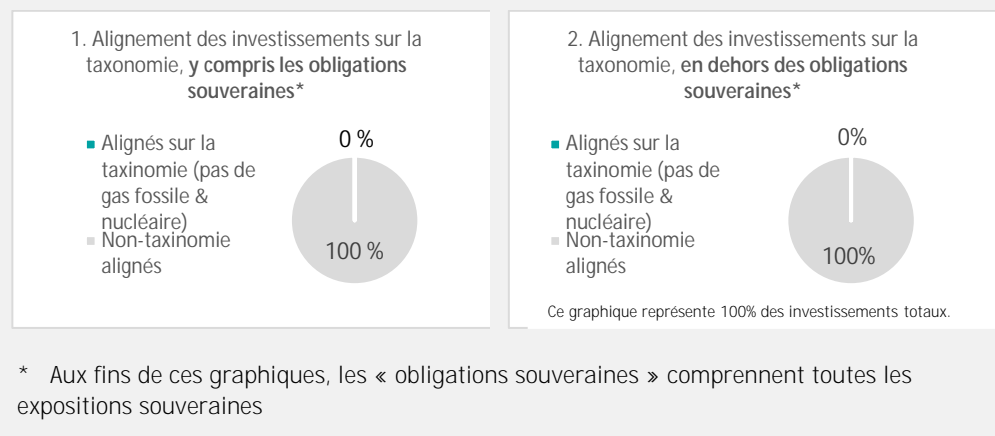 1. Alignement des investissements sur la
taxonomie, y compris les obligations
souveraines*
Alignés sur la
taxinomie (pas de
gas fossile &
nucléaire)
Non-taxinomie
alignés
0 %
100 %
2. Alignement des investissements sur la
taxonomie, en dehors des obligations
souveraines*
Alignés sur la
taxinomie (pas de
gas fossile &
nucléaire)
Non-taxinomie
alignés
0%
100%
Ce graphique représente 100% des investissements totaux.
* Aux fins de ces graphiques, les « obligations souveraines » comprennent toutes les
expositions souveraines